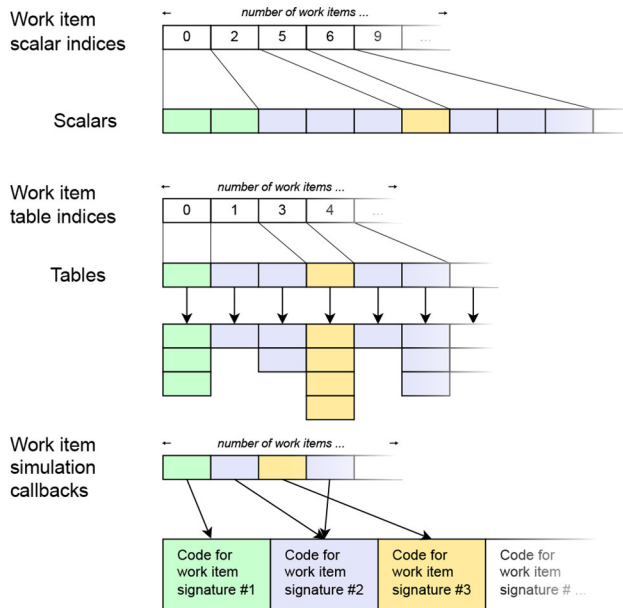 Work item
scalar indices
← number of work items ... →
0 2 5 6 9 ...
Scalars
Work item
table indices
← number of work items ... →
0 1 3 4 ...
Tables
Work item
simulation
callbacks
← number of work items ... →
Code for
work item
signature #1
Code for
work item
signature #2
Code for
work item
signature #3
Code for
work item
signature # ...